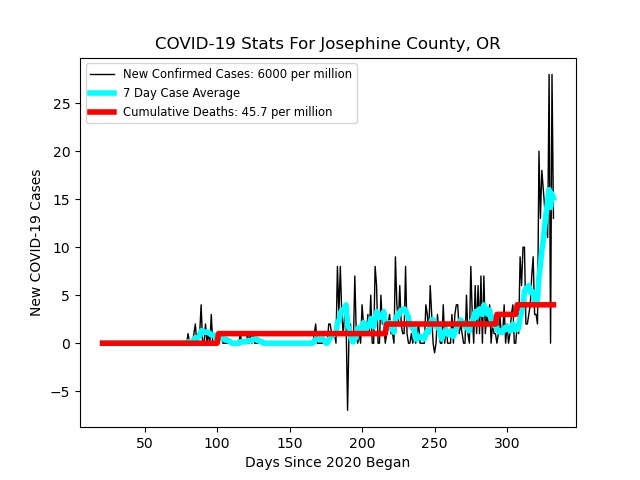 COVID-19 Stats For Josephine County, OR
New Confirmed Cases: 6000 per million
7 Day Case Average
Cumulative Deaths: 45.7 per million
New COVID-19 Cases
25
20
15
10
5
0
−5
50 100 150 200 250 300
Days Since 2020 Began